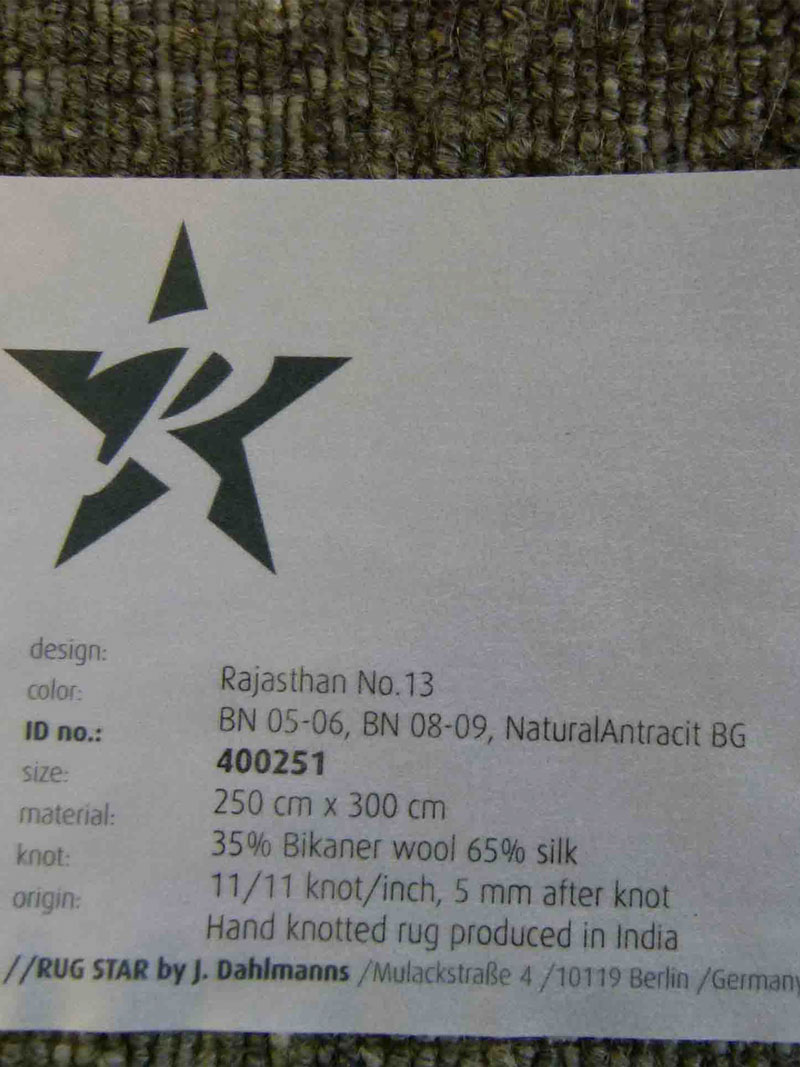 design:
Rajasthan No.13
color:
BN 05-06, BN 08-09, NaturalAntracit BG
ID no.:
400251
size:
250 cm x 300 cm
material:
35% Bikaner wool 65% silk
knot:
11/11 knot/inch, 5 mm after knot
origin:
Hand knotted rug produced in India
//RUG STAR by J. Dahlmanns /Mulackstraße 4 /10119 Berlin /Germany